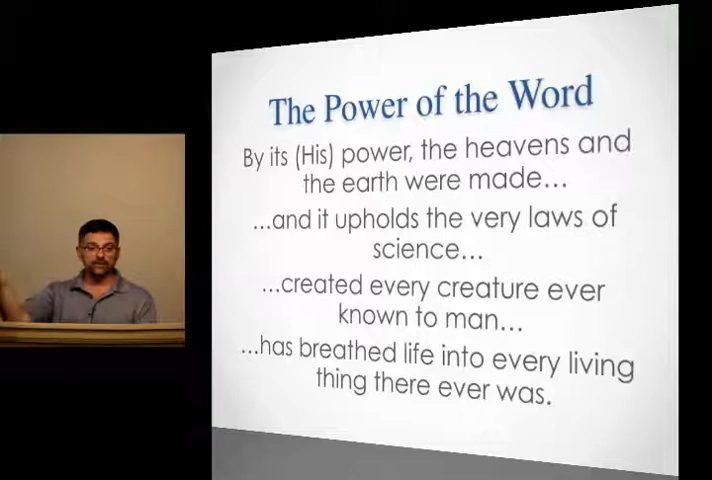 The Power of the Word
By its (His) power, the heavens and
the earth were made…
…and it upholds the very laws of
science…
…created every creature ever
known to man…
…has breathed life into every living
thing there ever was.